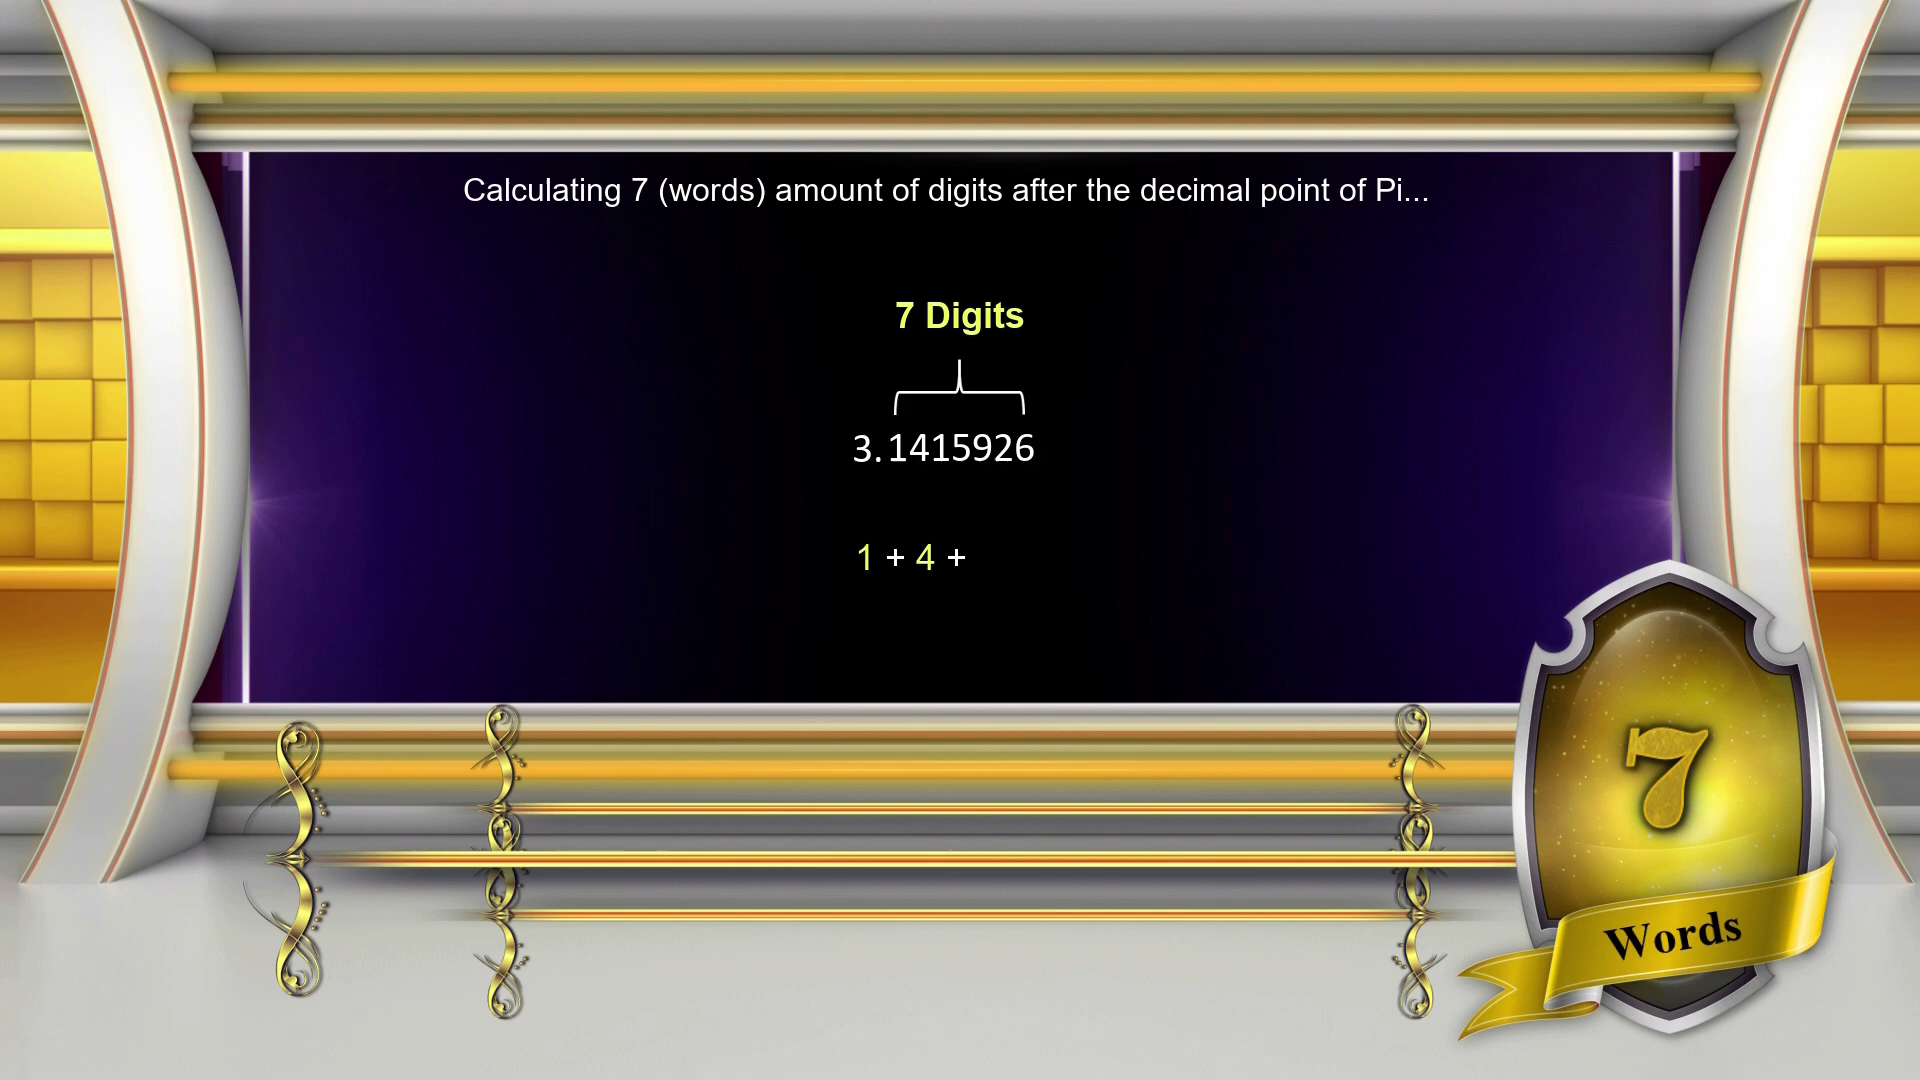 Calculating 7 (words) amount of digits after the decimal point of Pi...
7 Digits
3.1415926
1 + 4 +
7
Words